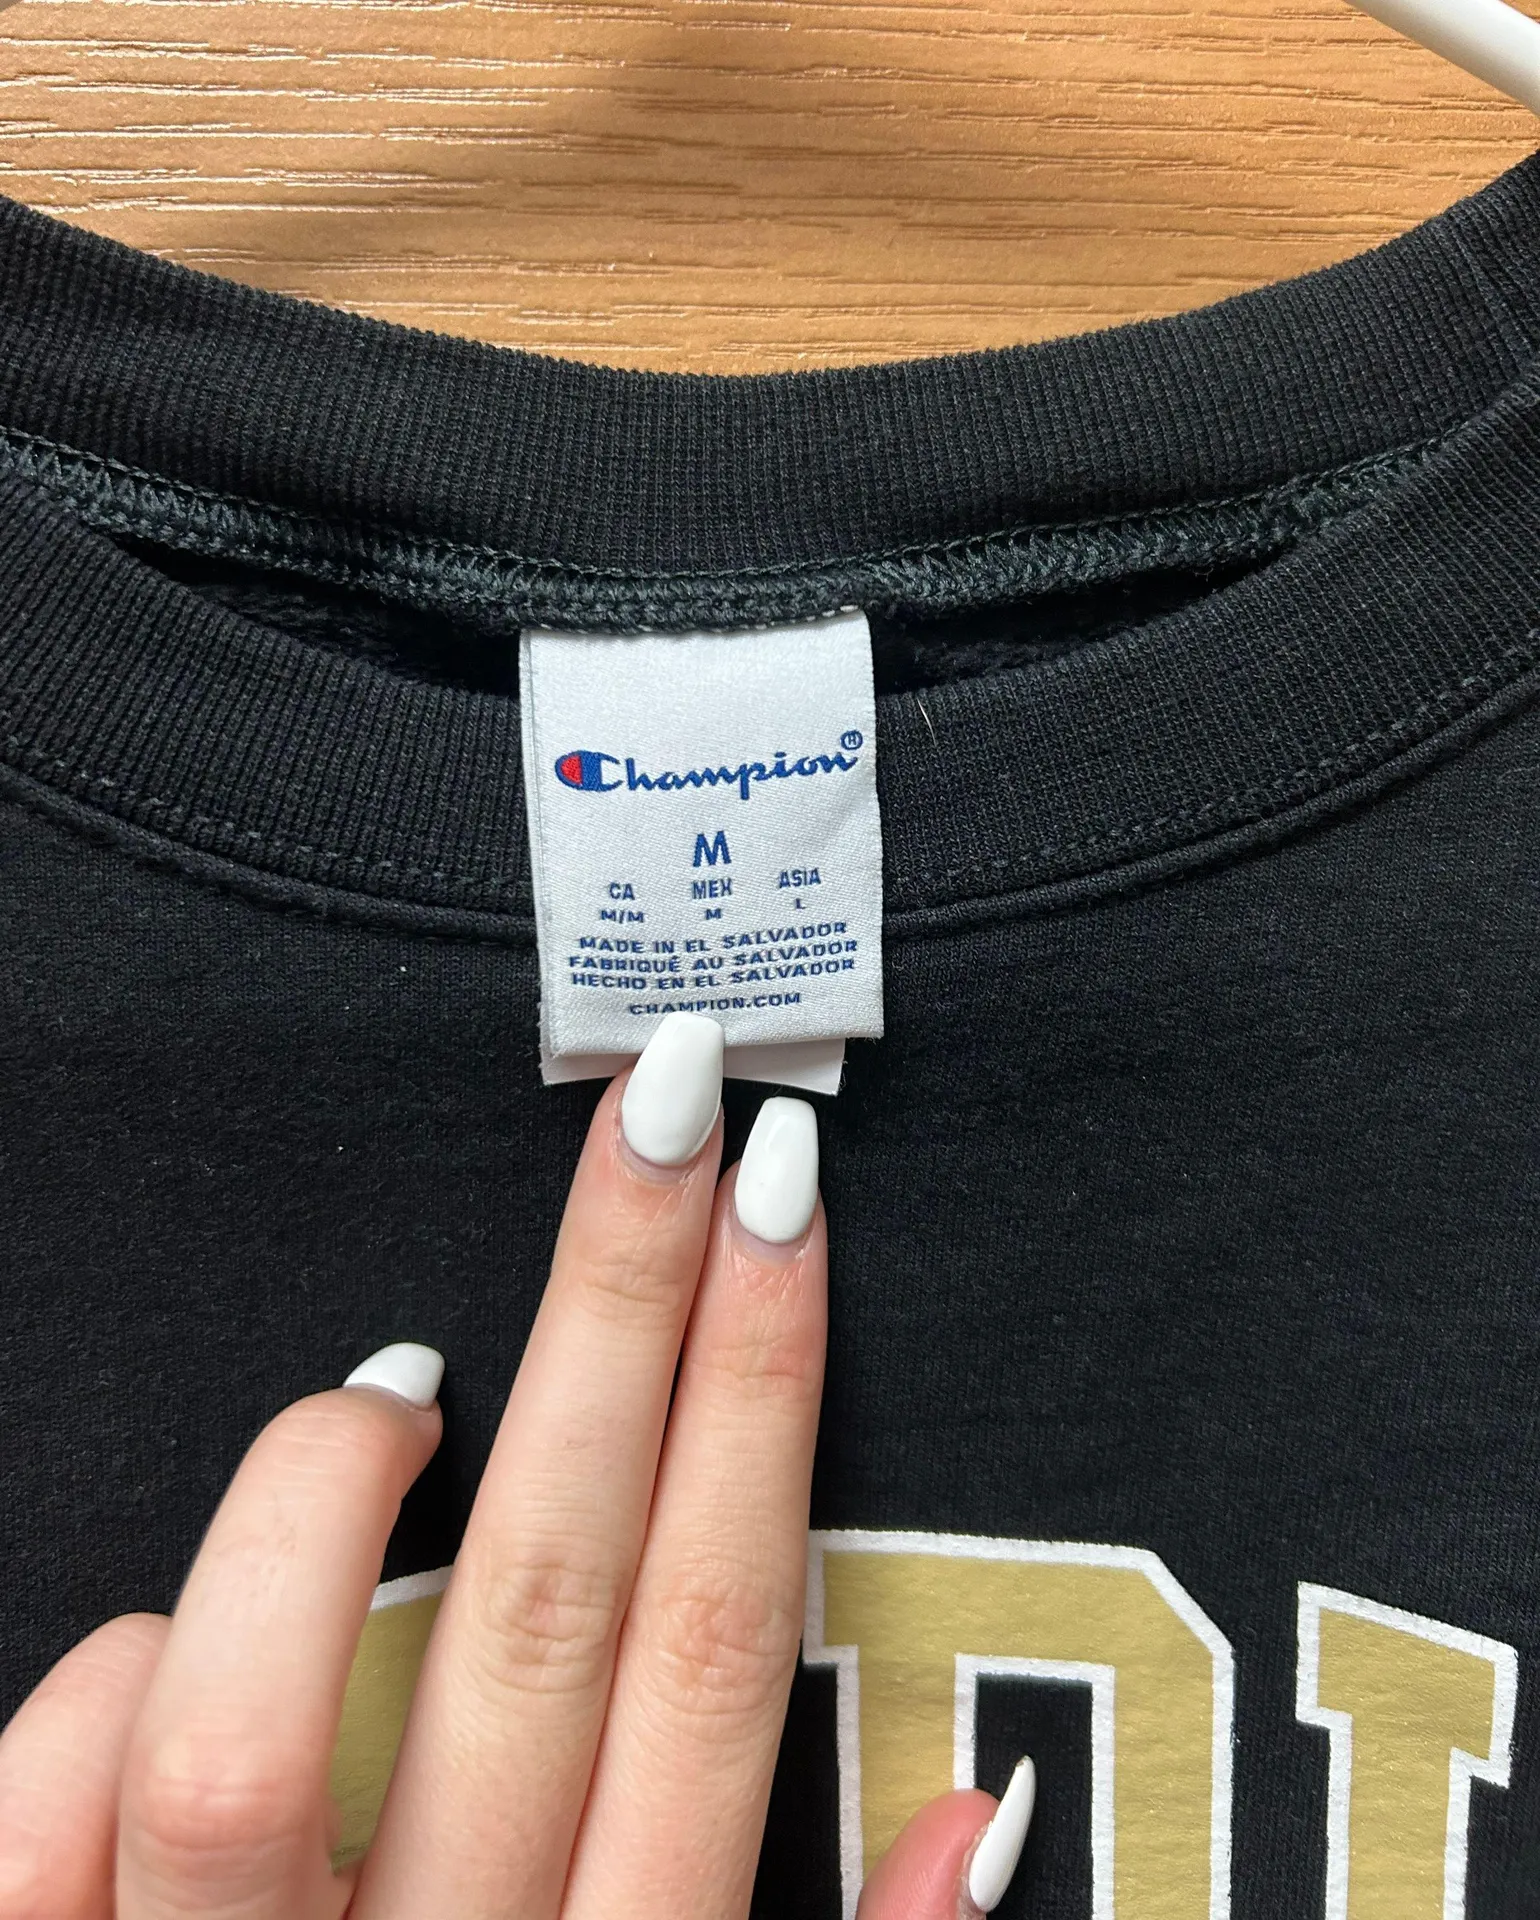 Champion®
M
CA MEX ASIA
M/M M L
MADE IN EL SALVADOR
FABRIQUÉ AU SALVADOR
HECHO EN EL SALVADOR
CHAMPION.COM